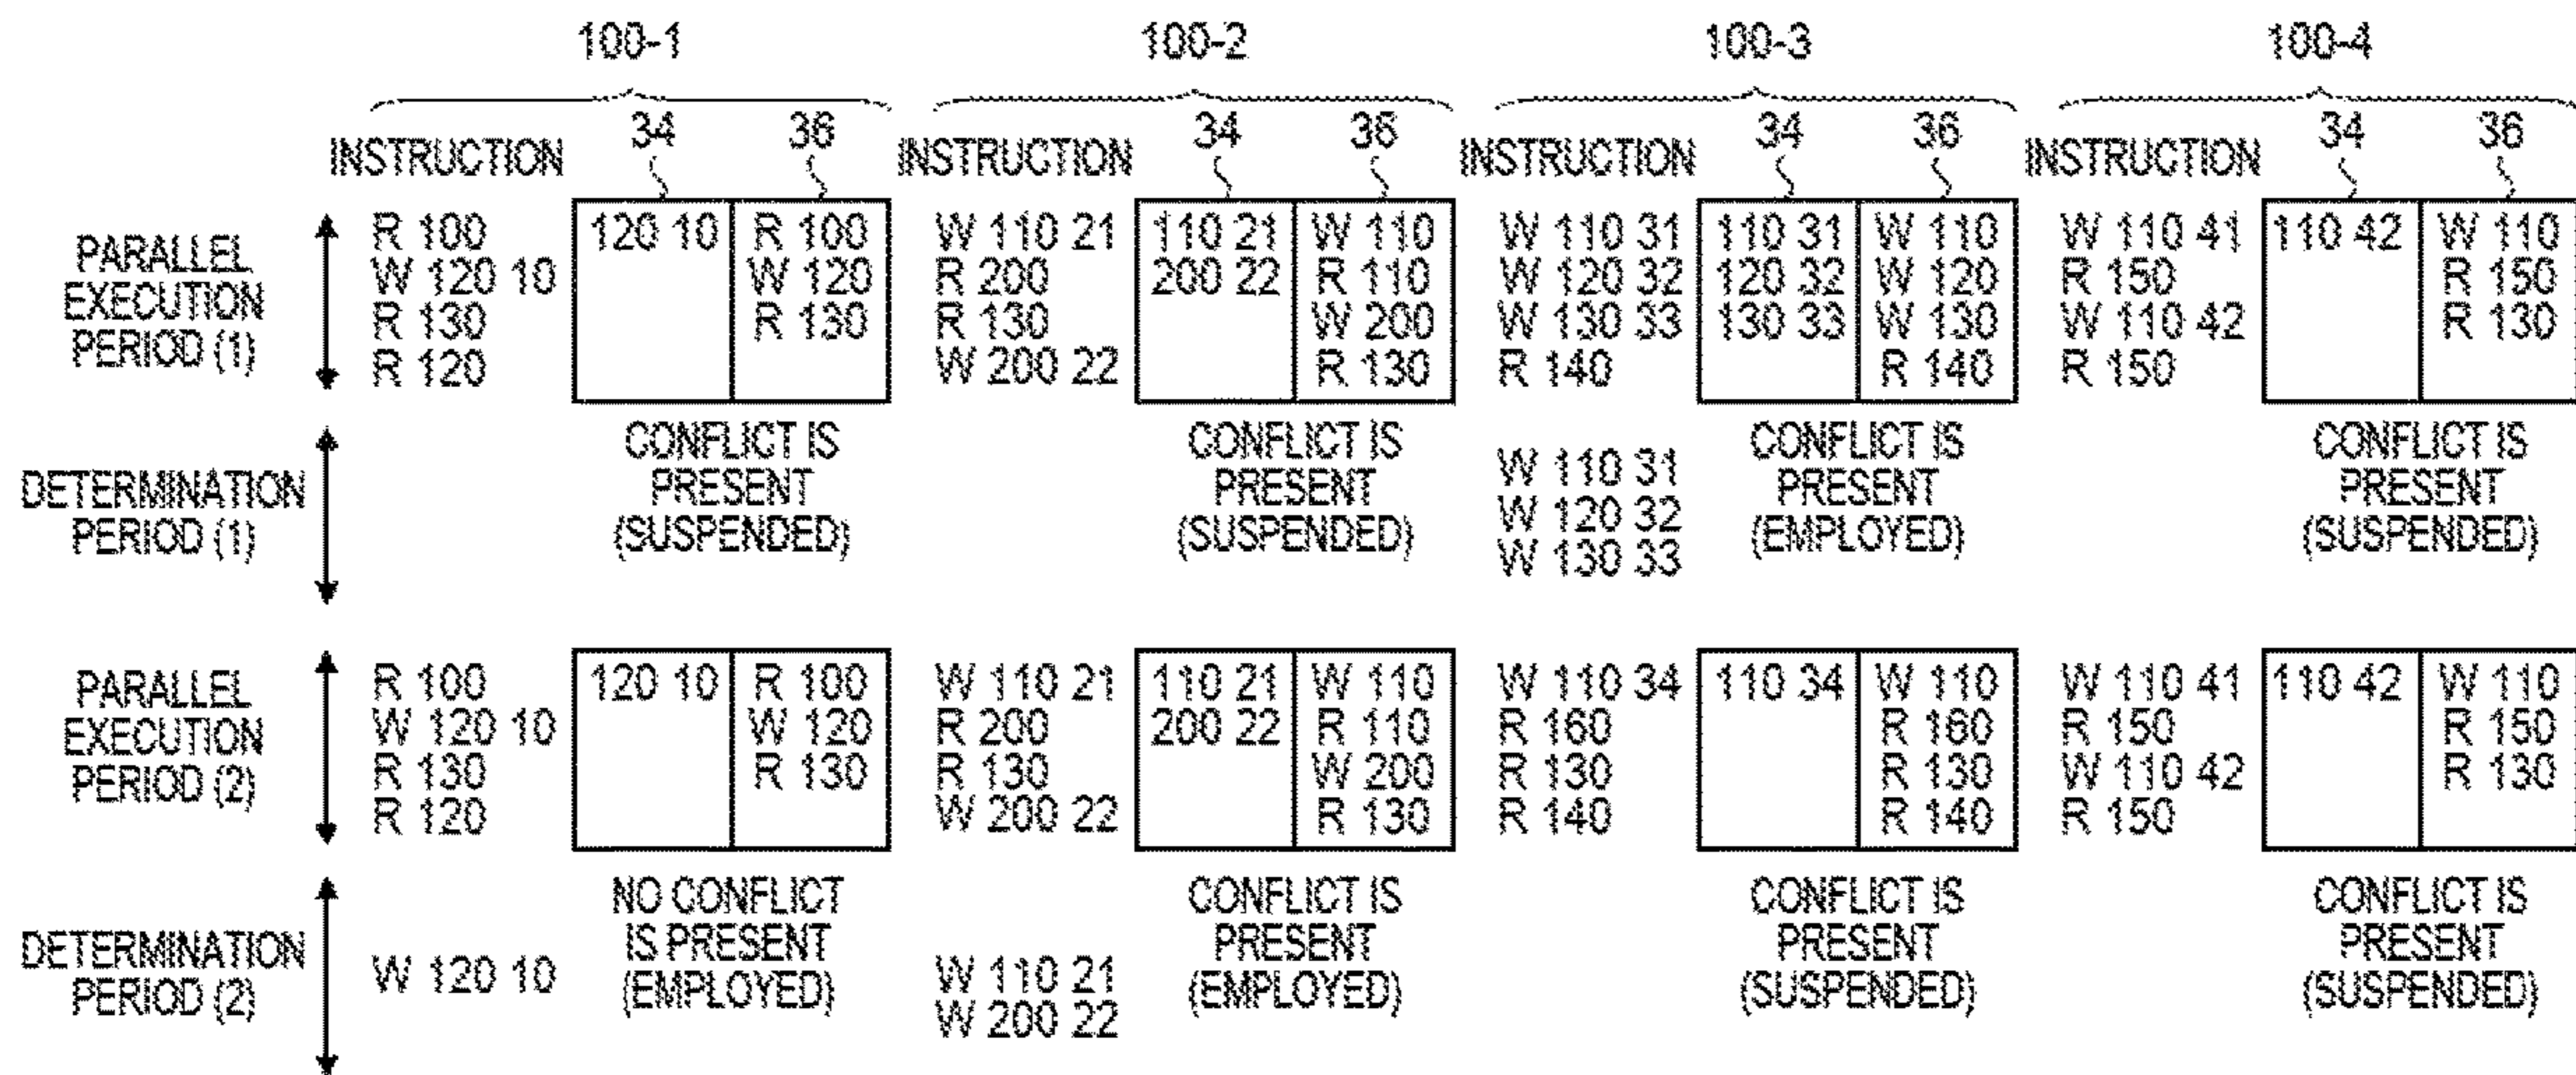 100-1
100-2
100-3
100-4
INSTRUCTION
34
36
INSTRUCTION
34
36
INSTRUCTION
34
36
INSTRUCTION
34
36
PARALLEL
EXECUTION
PERIOD (1)
R 100
W 120 10
R 130
R 120
120 10
R 100
W 120
R 130
W 110 21
R 200
R 130
W 200 22
110 21
200 22
W 110
R 110
W 200
R 130
W 110 31
W 120 32
W 130 33
R 140
110 31
120 32
130 33
W 110
W 120
W 130
R 140
W 110 41
R 150
W 110 42
R 150
110 42
W 110
R 150
R 130
DETERMINATION
PERIOD (1)
CONFLICT IS
PRESENT
(SUSPENDED)
CONFLICT IS
PRESENT
(SUSPENDED)
W 110 31
W 120 32
W 130 33
CONFLICT IS
PRESENT
(EMPLOYED)
CONFLICT IS
PRESENT
(SUSPENDED)
PARALLEL
EXECUTION
PERIOD (2)
R 100
W 120 10
R 130
R 120
120 10
R 100
W 120
R 130
W 110 21
R 200
R 130
W 200 22
110 21
200 22
W 110
R 110
W 200
R 130
W 110 34
R 160
R 130
R 140
110 34
W 110
R 160
R 130
R 140
W 110 41
R 150
W 110 42
R 150
110 42
W 110
R 150
R 130
DETERMINATION
PERIOD (2)
W 120 10
NO CONFLICT
IS PRESENT
(EMPLOYED)
W 110 21
W 200 22
CONFLICT IS
PRESENT
(EMPLOYED)
CONFLICT IS
PRESENT
(SUSPENDED)
CONFLICT IS
PRESENT
(SUSPENDED)